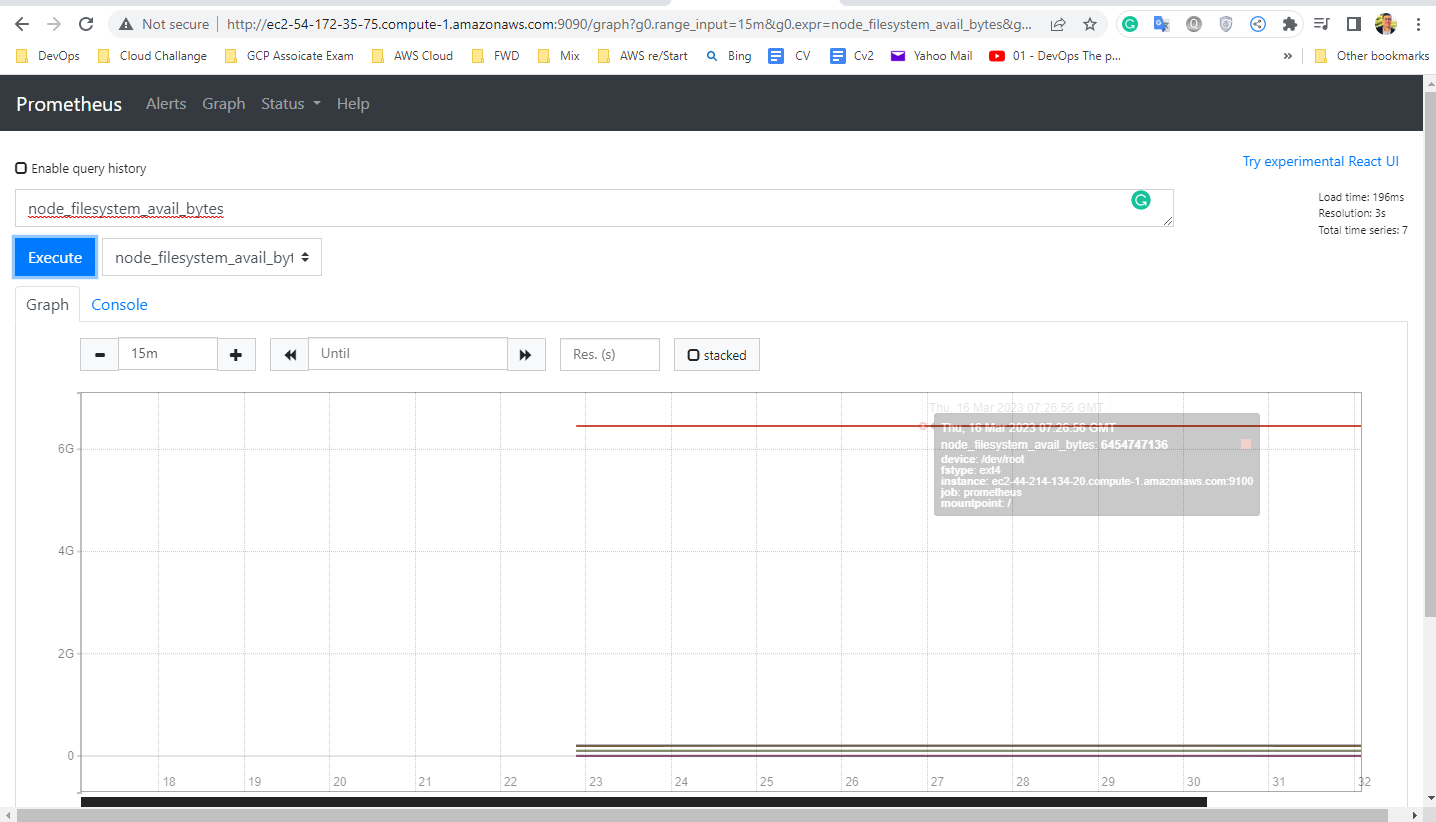 Not secure http://ec2-54-172-35-75.compute-1.amazonaws.com:9090/graph?g0.range_input=15m&g0.expr=node_filesystem_avail_bytes&g...
DevOps Cloud Challange GCP Assoicate Exam AWS Cloud FWD Mix AWS re/Start Bing CV Cv2 Yahoo Mail 01 - DevOps The p... » Other bookmarks
Prometheus Alerts Graph Status Help
Enable query history
Try experimental React UI
node_filesystem_avail_bytes
Load time: 196ms
Resolution: 3s
Total time series: 7
Execute node_filesystem_avail_byt
Graph Console
15m Until Res. (s) stacked
Thu, 16 Mar 2023 07:26:56 GMT
Thu, 16 Mar 2023 07:26:56 GMT
node_filesystem_avail_bytes: 6454747136
device: /dev/root
fstype: ext4
instance: ec2-44-214-134-20.compute-1.amazonaws.com:9100
job: prometheus
mountpoint: /
6G
4G
2G
0
18 19 20 21 22 23 24 25 26 27 28 29 30 31 32